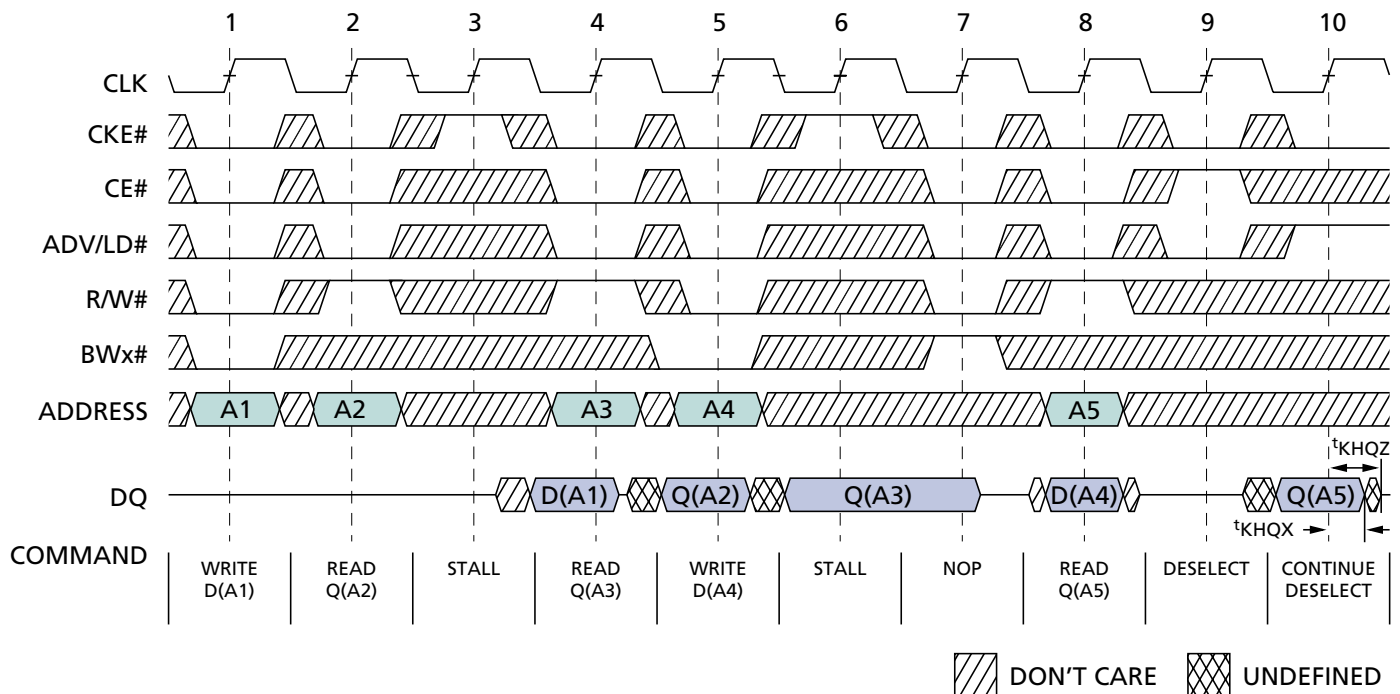 1 2 3 4 5 6 7 8 9 10
CLK
CKE#
CE#
ADV/LD#
R/W#
BWx#
ADDRESS A1 A2 A3 A4 A5
tKHQZ
DQ D(A1) Q(A2) Q(A3) D(A4) Q(A5)
tKHQX
COMMAND
WRITE READ STALL READ WRITE STALL NOP READ DESELECT CONTINUE
D(A1) Q(A2) Q(A3) D(A4) Q(A5) DESELECT
DON'T CARE UNDEFINED